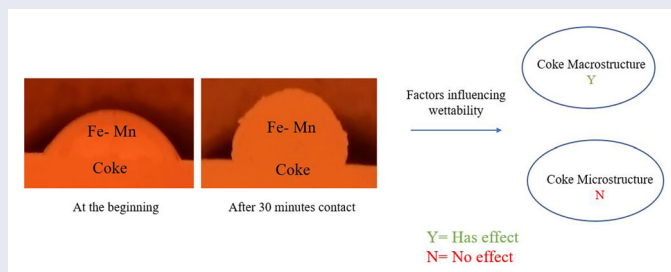 Fe- Mn
Coke
At the beginning
Fe- Mn
Coke
After 30 minutes contact
Factors influencing
wettability
Coke Macrostructure
Y
Coke Microstructure
N
Y= Has effect
N= No effect